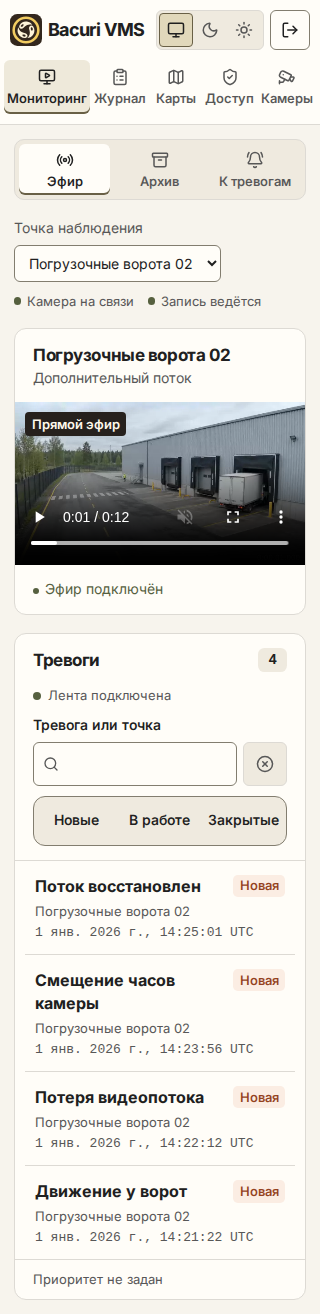 Bacuri VMS
Мониторинг
Журнал
Карты
Доступ
Камеры
Эфир
Архив
К тревогам
Точка наблюдения
Погрузочные ворота 02
Камера на связи
Запись ведётся
Погрузочные ворота 02
Дополнительный поток
Прямой эфир
0:01 / 0:12
Эфир подключён
Тревоги
4
Лента подключена
Тревога или точка
Новые
В работе
Закрытые
Поток восстановлен
Новая
Погрузочные ворота 02
1 янв. 2026 г., 14:25:01 UTC
Смещение часов
камеры
Новая
Погрузочные ворота 02
1 янв. 2026 г., 14:23:56 UTC
Потеря видеопотока
Новая
Погрузочные ворота 02
1 янв. 2026 г., 14:22:12 UTC
Движение у ворот
Новая
Погрузочные ворота 02
1 янв. 2026 г., 14:21:22 UTC
Приоритет не задан